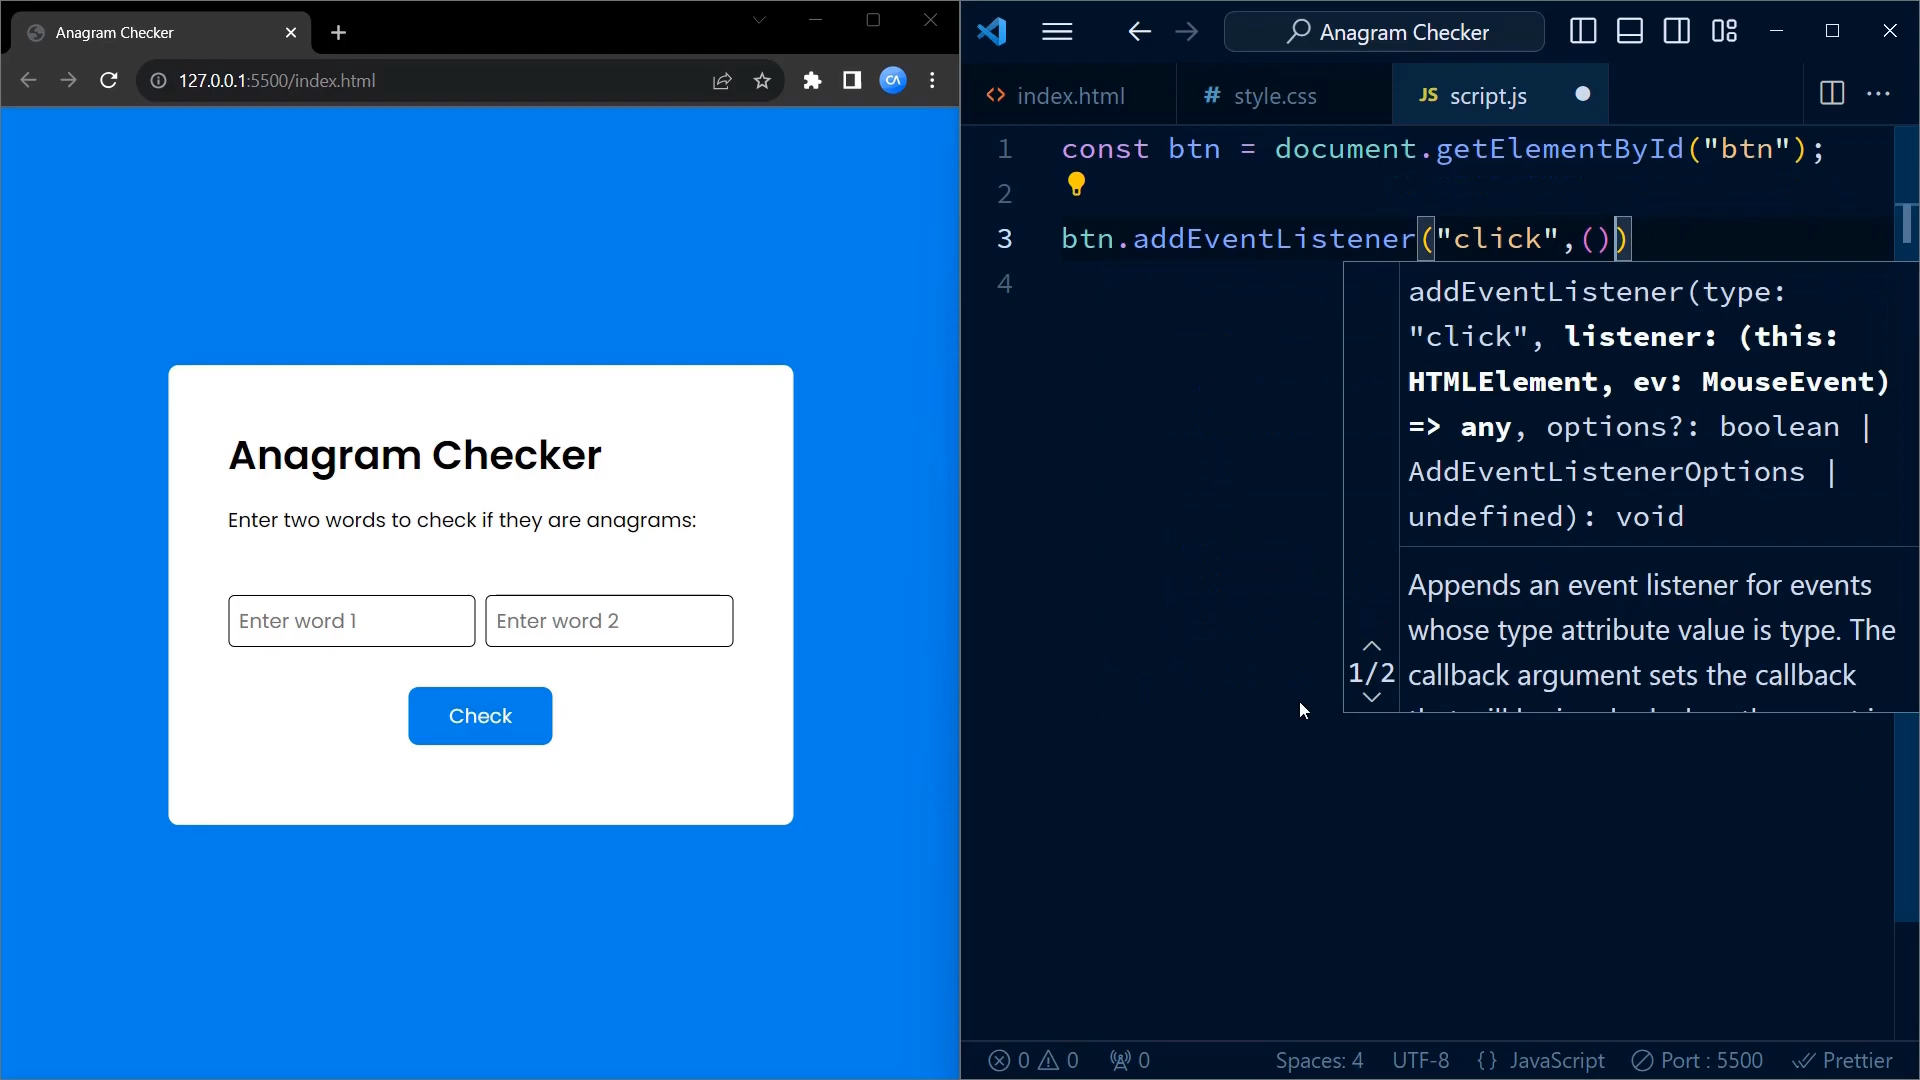 Anagram Checker
127.0.0.1:5500/index.html
CA
Anagram Checker
Enter two words to check if they are anagrams:
Enter word 1
Enter word 2
Check
Anagram Checker
<> index.html
# style.css
JS script.js
1 const btn = document.getElementById("btn");
2
3 btn.addEventListener("click",())
4
addEventListener(type:
"click", listener: (this:
HTMLElement, ev: MouseEvent)
=> any, options?: boolean |
AddEventListenerOptions |
undefined): void
Appends an event listener for events
whose type attribute value is type. The
1/2
callback argument sets the callback
0 0 0
Spaces: 4 UTF-8 {} JavaScript Port : 5500 Prettier